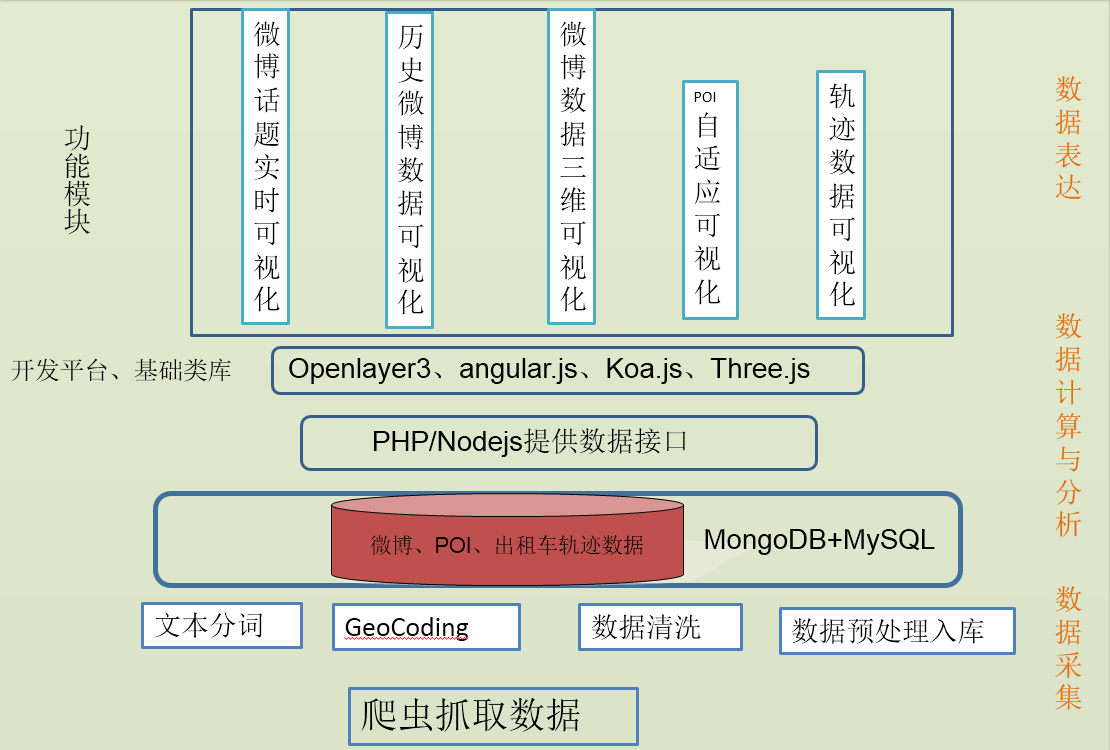 功能模块
微博话题实时可视化
历史微博数据可视化
微博数据三维可视化
POI自适应可视化
轨迹数据可视化
数据表达
开发平台、基础类库
Openlayer3、angular.js、Koa.js、Three.js
PHP/Nodejs提供数据接口
数据计算与分析
微博、POI、出租车轨迹数据
MongoDB+MySQL
文本分词
GeoCoding
数据清洗
数据预处理入库
数据采集
爬虫抓取数据